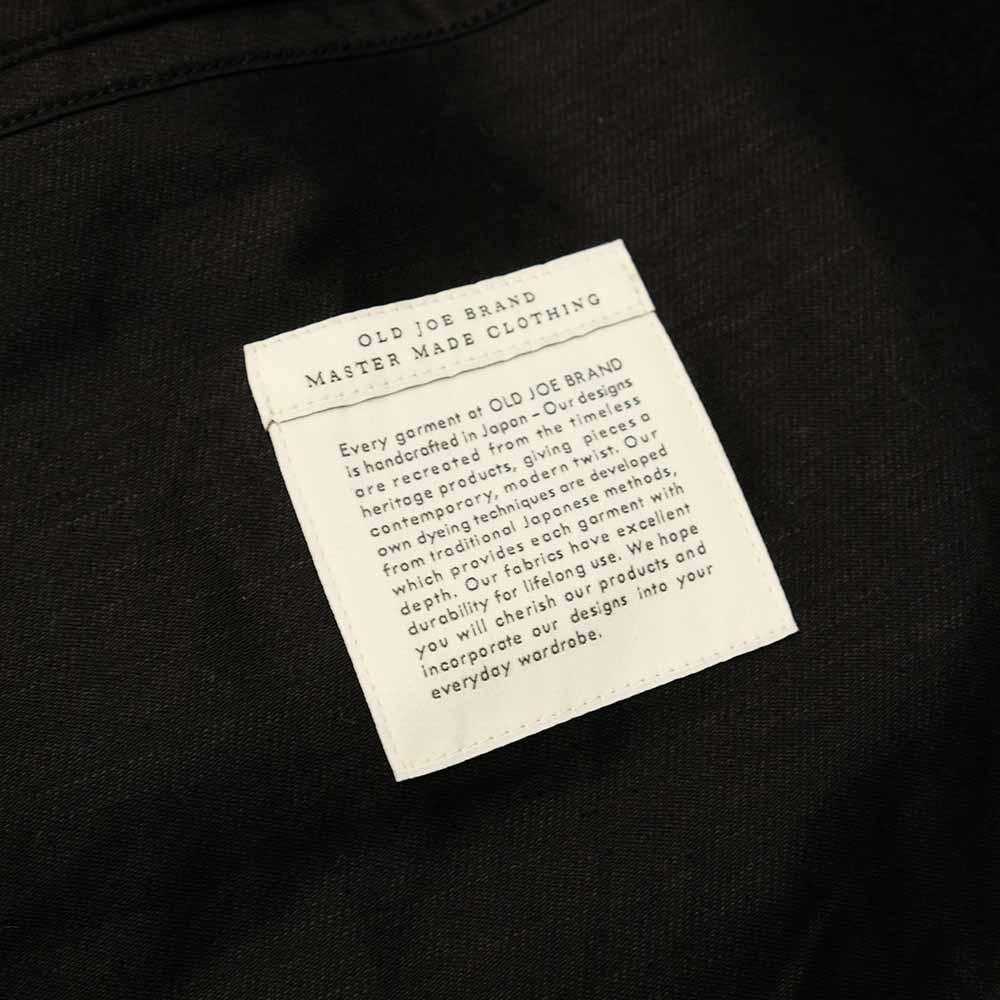 OLD JOE BRAND
MASTER MADE CLOTHING
Every garment at OLD JOE BRAND
is handcrafted in Japan – Our designs
are recreated from the timeless
heritage products, giving pieces a
contemporary, modern twist. Our
own dyeing techniques are developed
from traditional Japanese methods,
which provides each garment with
depth. Our fabrics have excellent
durability for lifelong use. We hope
you will cherish our products and
incorporate our designs into your
everyday wardrobe.